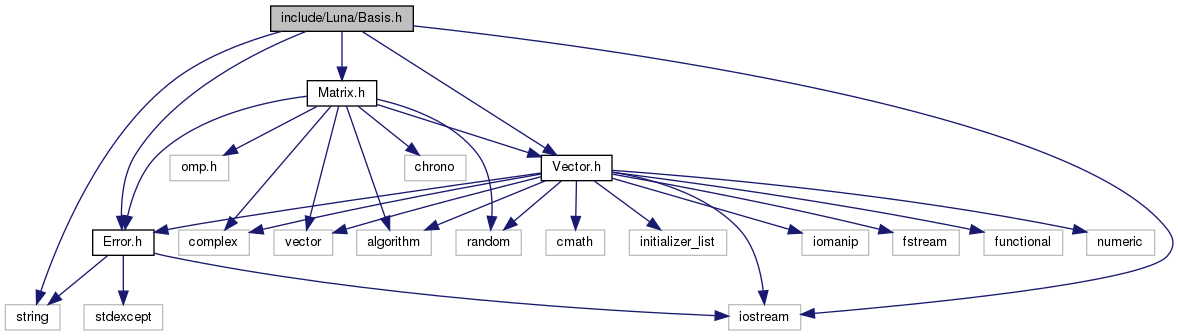 include/Luna/Basis.h
Matrix.h
omp.h
chrono
Vector.h
Error.h
complex
vector
algorithm
random
cmath
initializer_list
iomanip
fstream
functional
numeric
string
stdexcept
iostream